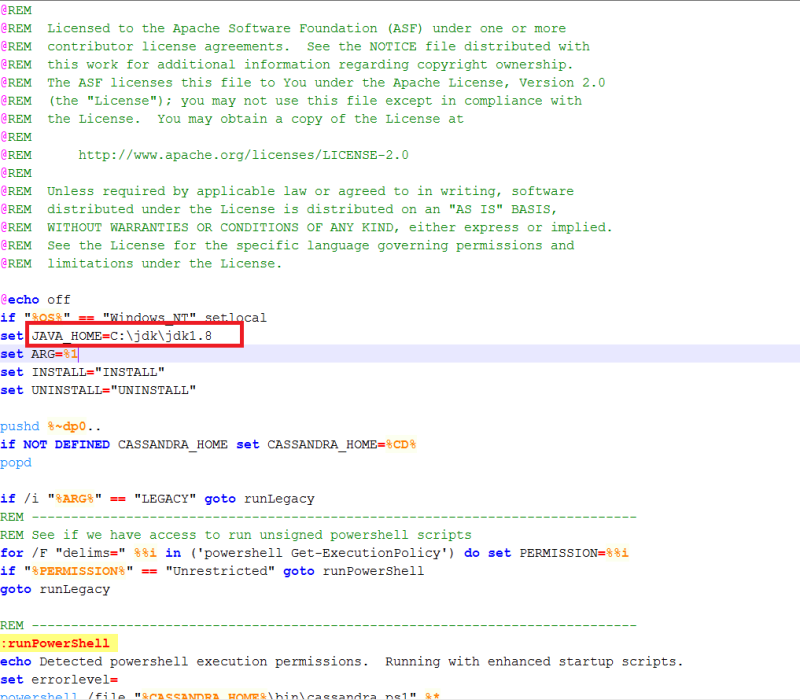 @REM
@REM  Licensed to the Apache Software Foundation (ASF) under one or more
@REM  contributor license agreements.  See the NOTICE file distributed with
@REM  this work for additional information regarding copyright ownership.
@REM  The ASF licenses this file to You under the Apache License, Version 2.0
@REM  (the "License"); you may not use this file except in compliance with
@REM  the License.  You may obtain a copy of the License at
@REM
@REM      http://www.apache.org/licenses/LICENSE-2.0
@REM
@REM  Unless required by applicable law or agreed to in writing, software
@REM  distributed under the License is distributed on an "AS IS" BASIS,
@REM  WITHOUT WARRANTIES OR CONDITIONS OF ANY KIND, either express or implied.
@REM  See the License for the specific language governing permissions and
@REM  limitations under the License.
@echo off
if "%OS%" == "Windows_NT" setlocal
set JAVA_HOME=C:\jdk\jdk1.8
set ARG=%1
set INSTALL="INSTALL"
set UNINSTALL="UNINSTALL"
pushd %~dp0..
if NOT DEFINED CASSANDRA_HOME set CASSANDRA_HOME=%CD%
popd
if /i "%ARG%" == "LEGACY" goto runLegacy
REM -----------------------------------------------------------------------------
REM See if we have access to run unsigned powershell scripts
for /F "delims=" %%i in ('powershell Get-ExecutionPolicy') do set PERMISSION=%%i
if "%PERMISSION%" == "Unrestricted" goto runPowerShell
goto runLegacy
REM -----------------------------------------------------------------------------
:runPowerShell
echo Detected powershell execution permissions.  Running with enhanced startup scripts.
set errorlevel=
powershell /file "%CASSANDRA_HOME%\bin\cassandra.ps1" %*